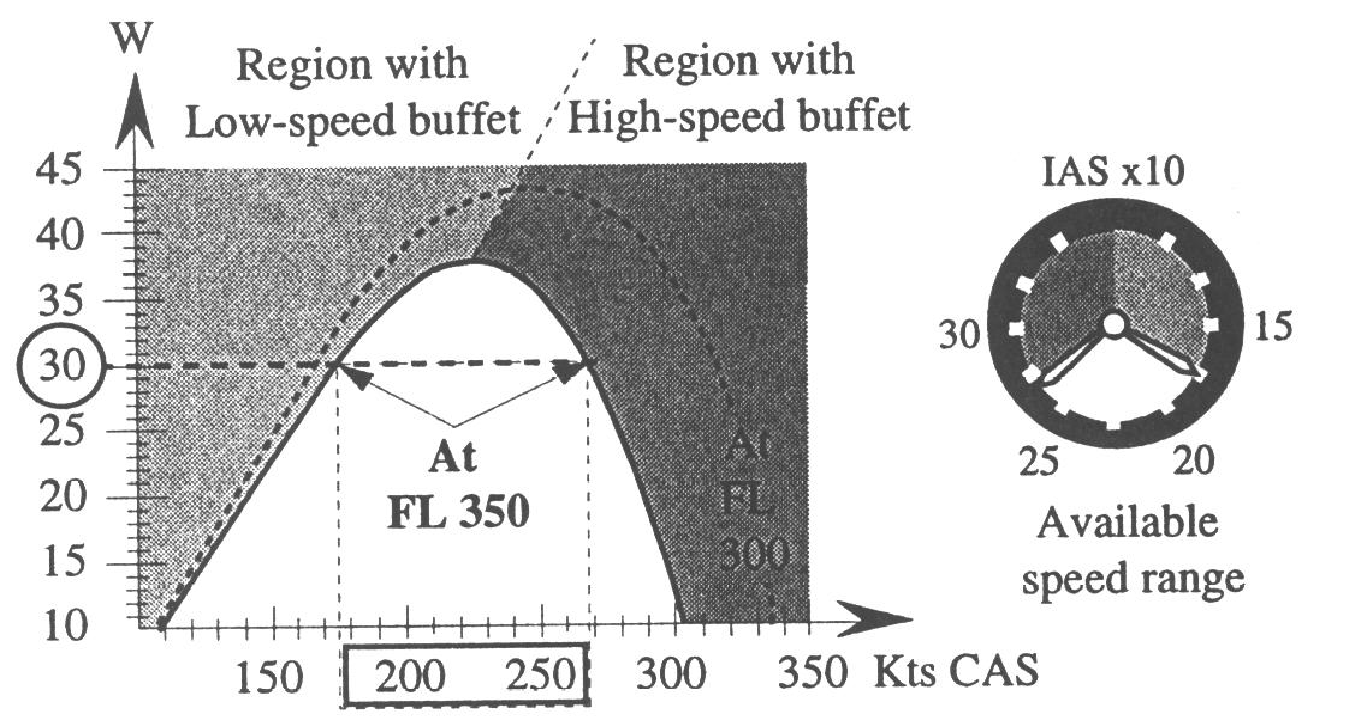 W
Region with
Low-speed buffet
Region with
High-speed buffet
45
40
35
30
25
20
15
10
At
FL 350
At
FL
300
150 200 250 300 350 Kts CAS
IAS x10
30 15
25 20
Available
speed range